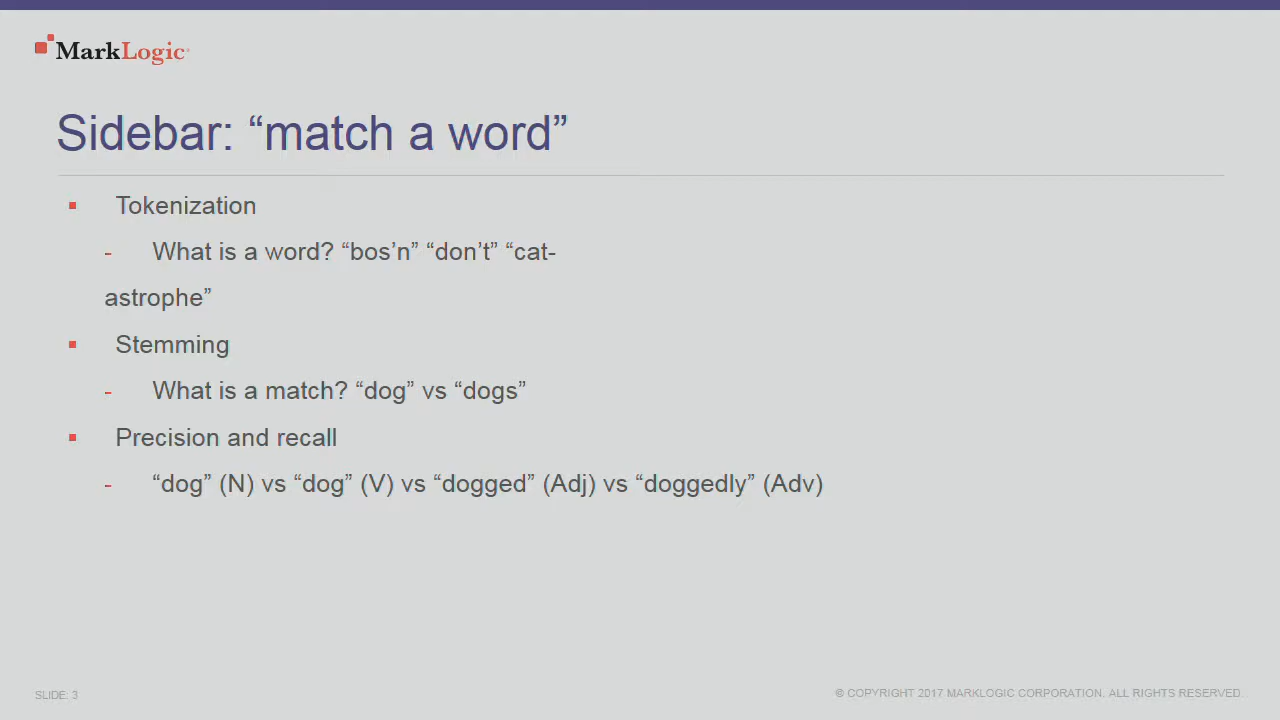 MarkLogic
Sidebar: “match a word”
▪ Tokenization
- What is a word? “bos’n” “don’t” “cat-
astrophe”
▪ Stemming
- What is a match? “dog” vs “dogs”
▪ Precision and recall
- “dog” (N) vs “dog” (V) vs “dogged” (Adj) vs “doggedly” (Adv)
SLIDE: 3
© COPYRIGHT 2017 MARKLOGIC CORPORATION. ALL RIGHTS RESERVED.